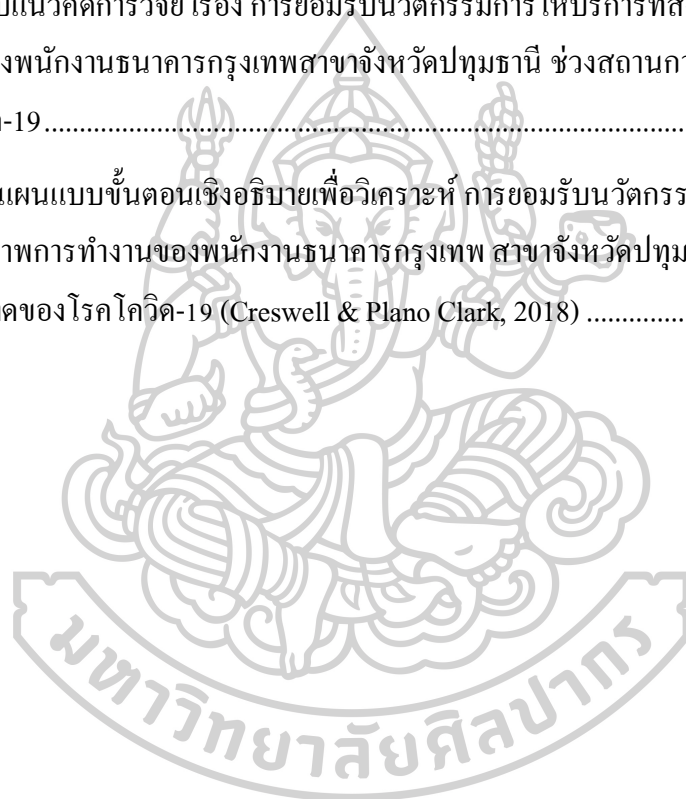 ปแนวคิดการวิจัย เรื่อง การยอมรับนวัตกรรมการให้บริการที่ส
งพนักงานธนาคารกรุงเทพสาขาจังหวัดปทุมธานี ช่วงสถานกา
-19
แผนแบบขั้นตอนเชิงอธิบายเพื่อวิเคราะห์ การยอมรับนวัตกรร
าพการทำงานของพนักงานธนาคารกรุงเทพ สาขาจังหวัดปทุม
ดของโรคโควิด-19 (Creswell & Plano Clark, 2018)
มหาวิทยาลัยศิลปากร